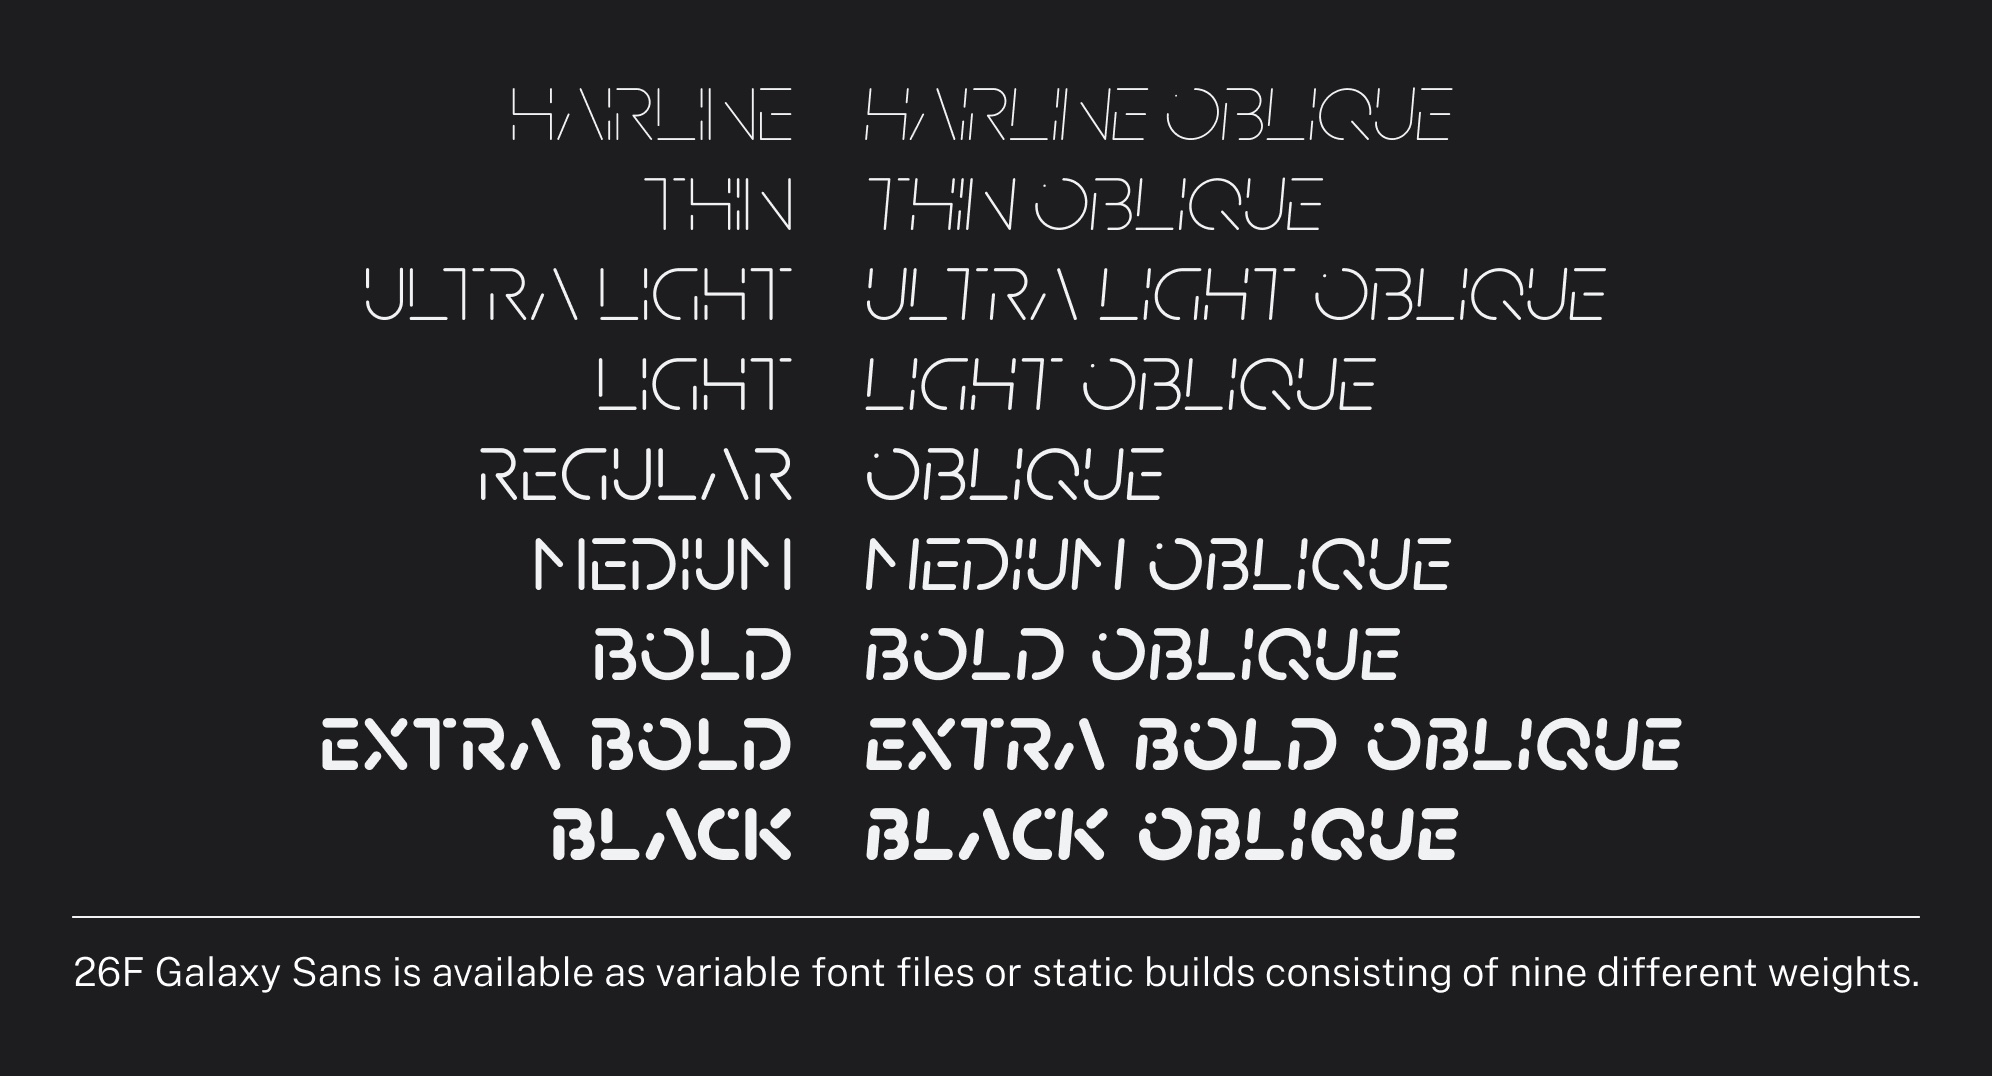 HAIRLINE HAIRLINE OBLIQUE
THIN THIN OBLIQUE
ULTRA LIGHT ULTRA LIGHT OBLIQUE
LIGHT LIGHT OBLIQUE
REGULAR OBLIQUE
MEDIUM MEDIUM OBLIQUE
BOLD BOLD OBLIQUE
EXTRA BOLD EXTRA BOLD OBLIQUE
BLACK BLACK OBLIQUE
26F Galaxy Sans is available as variable font files or static builds consisting of nine different weights.